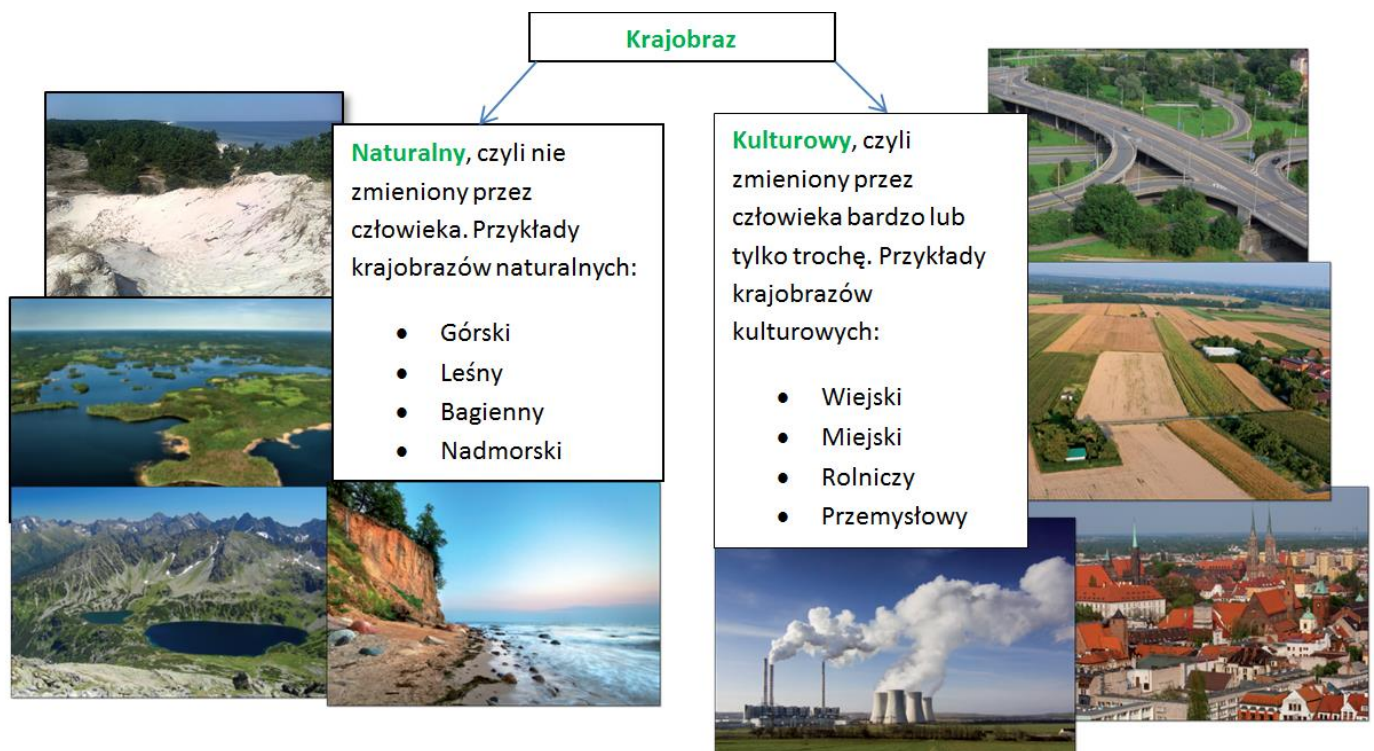 Krajobraz
Naturalny, czyli nie
zmieniony przez
człowieka. Przykłady
krajobrazów naturalnych:
• Górski
• Leśny
• Bagienny
• Nadmorski
Kulturowy, czyli
zmieniony przez
człowieka bardzo lub
tylko trochę. Przykłady
krajobrazów
kulturowych:
• Wiejski
• Miejski
• Rolniczy
• Przemysłowy